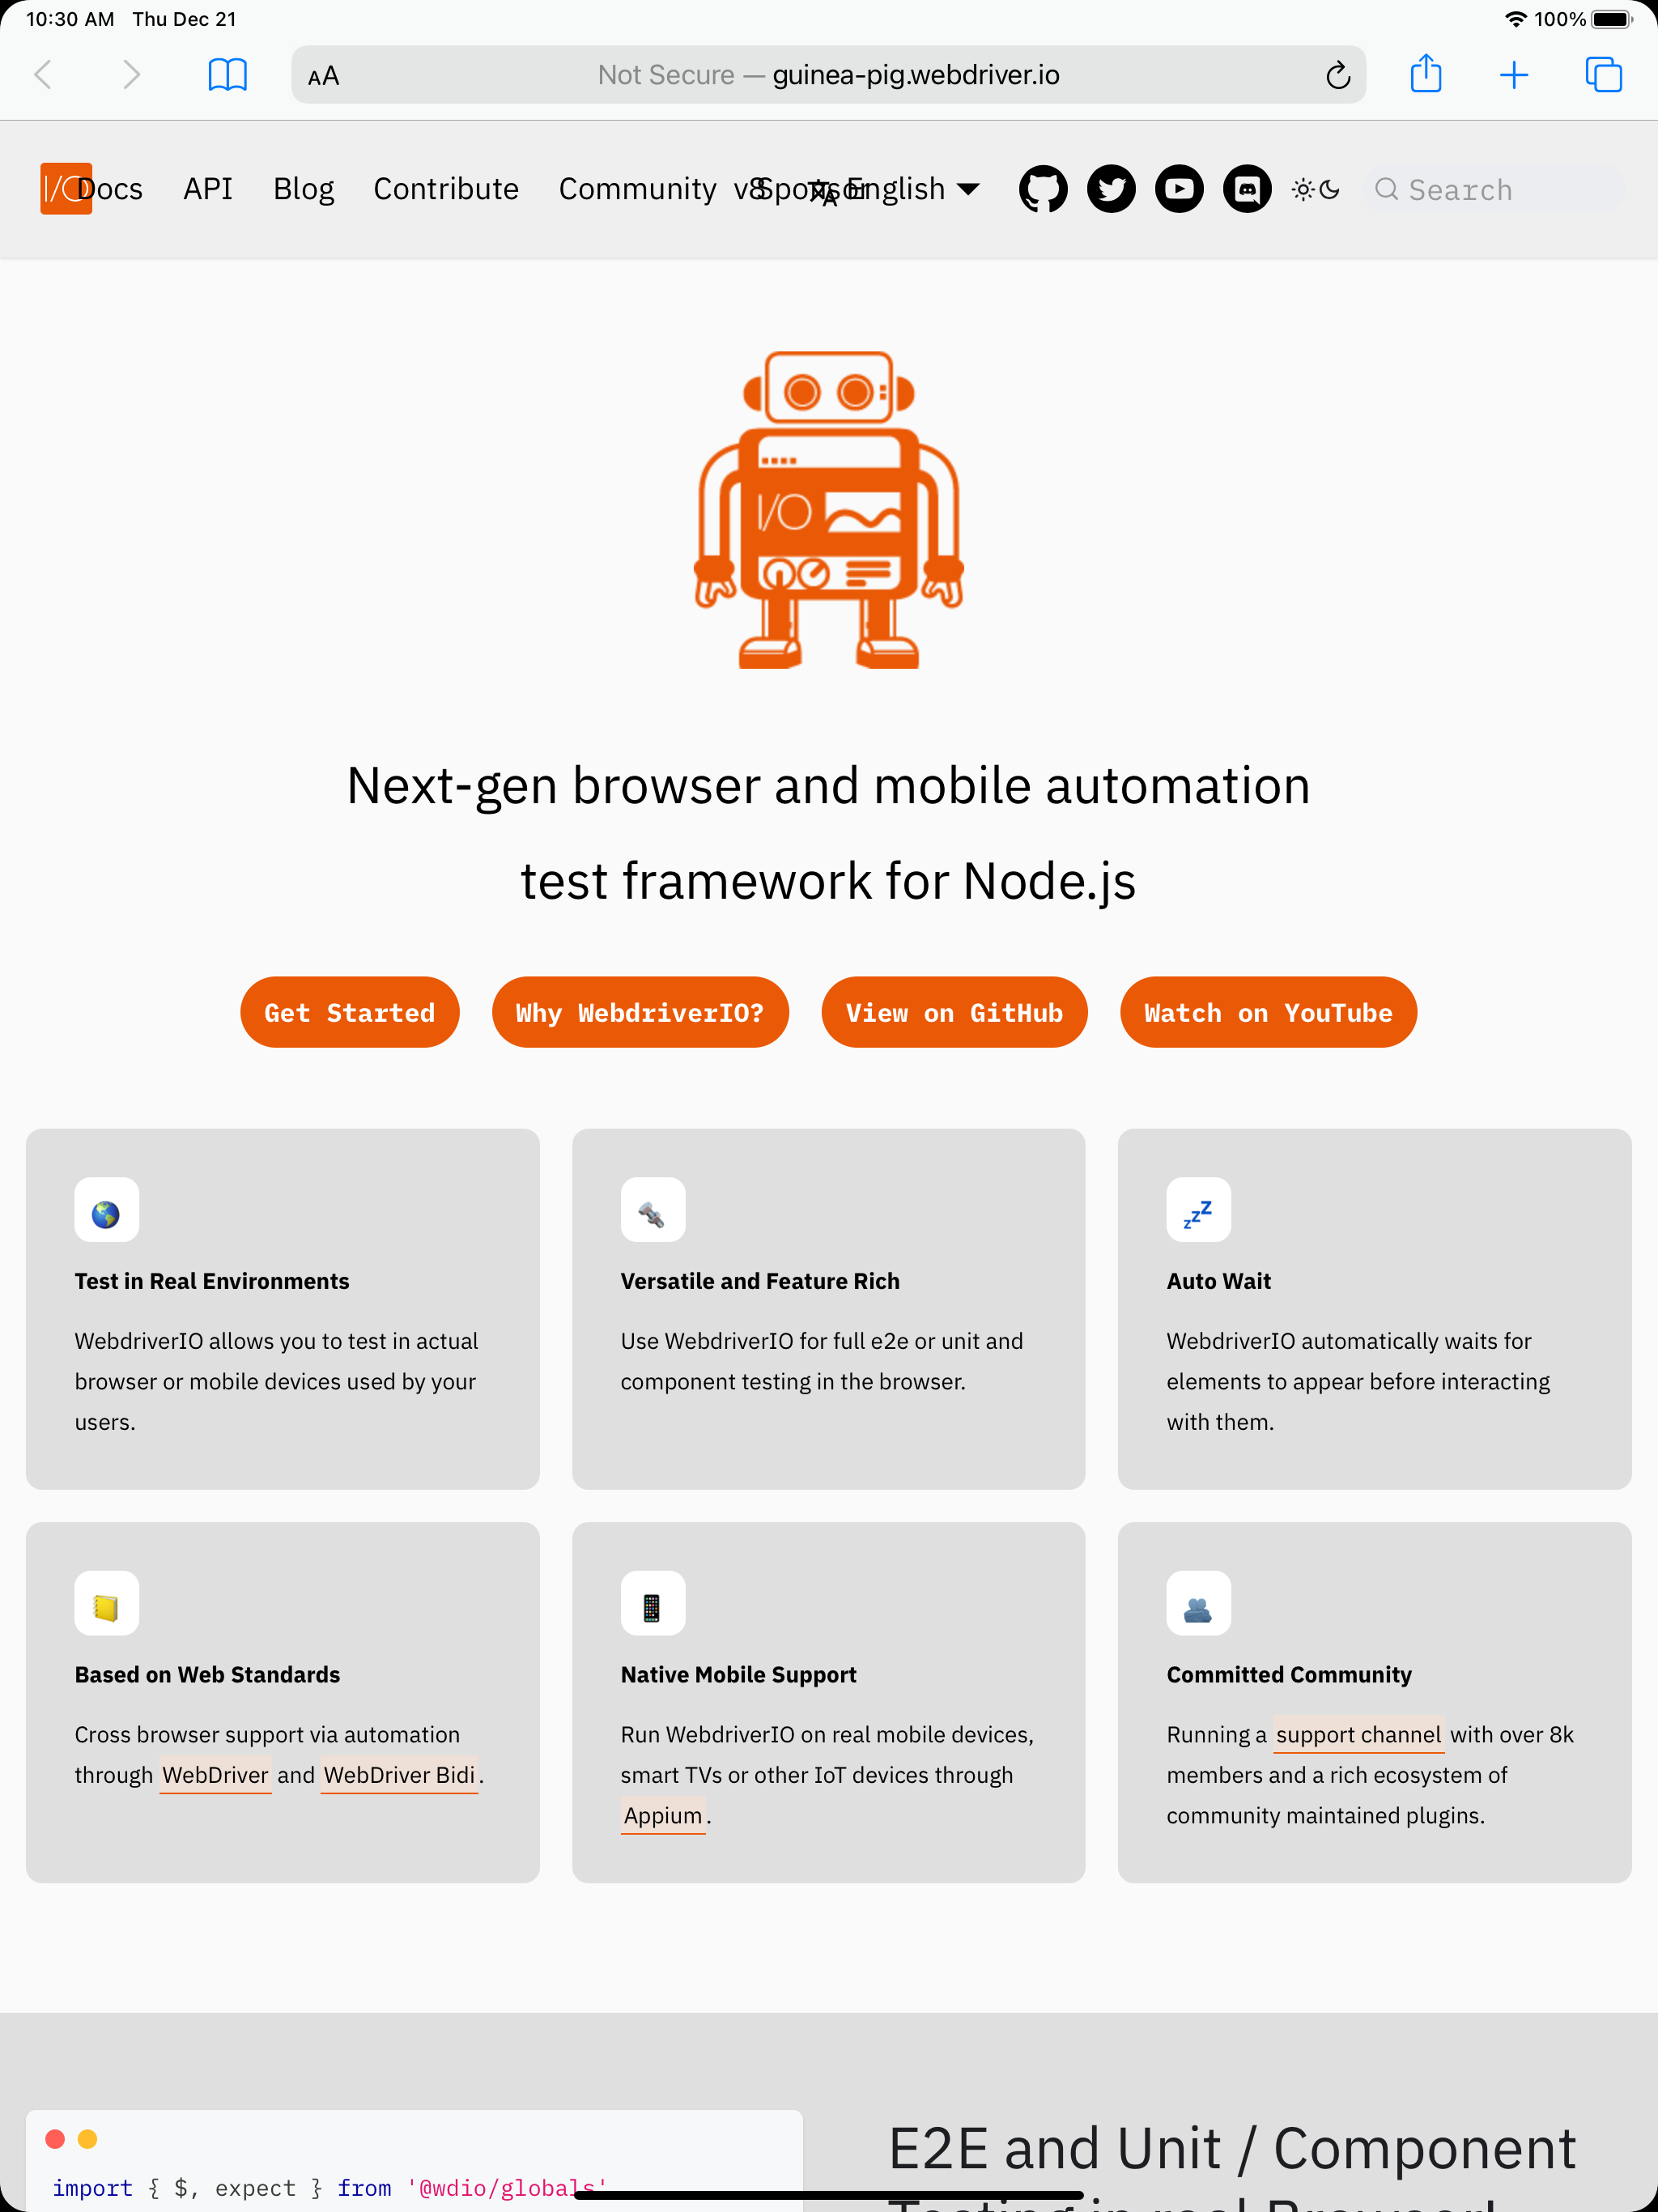 10:30 AM Thu Dec 21
100%
AA
Not Secure — guinea-pig.webdriver.io
I/O
Docs
API
Blog
Contribute
Community
v8
Sponsor
English
Search
I/O
Next-gen browser and mobile automation
test framework for Node.js
Get Started
Why WebdriverIO?
View on GitHub
Watch on YouTube
Test in Real Environments
WebdriverIO allows you to test in actual
browser or mobile devices used by your
users.
Versatile and Feature Rich
Use WebdriverIO for full e2e or unit and
component testing in the browser.
zzZ
Auto Wait
WebdriverIO automatically waits for
elements to appear before interacting
with them.
Based on Web Standards
Cross browser support via automation
through WebDriver and WebDriver Bidi.
Native Mobile Support
Run WebdriverIO on real mobile devices,
smart TVs or other IoT devices through
Appium.
Committed Community
Running a support channel with over 8k
members and a rich ecosystem of
community maintained plugins.
import { $, expect } from '@wdio/globals'
E2E and Unit / Component
Testing in real Browser!